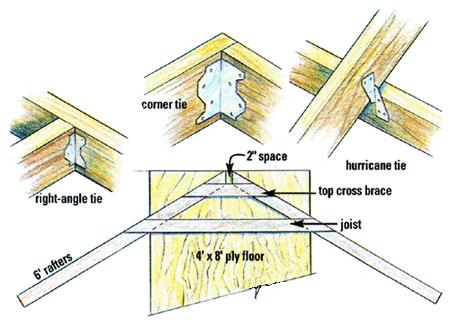 corner tie
right-angle tie
hurricane tie
2" space
top cross brace
joist
6' rafters
4' x 8' ply floor